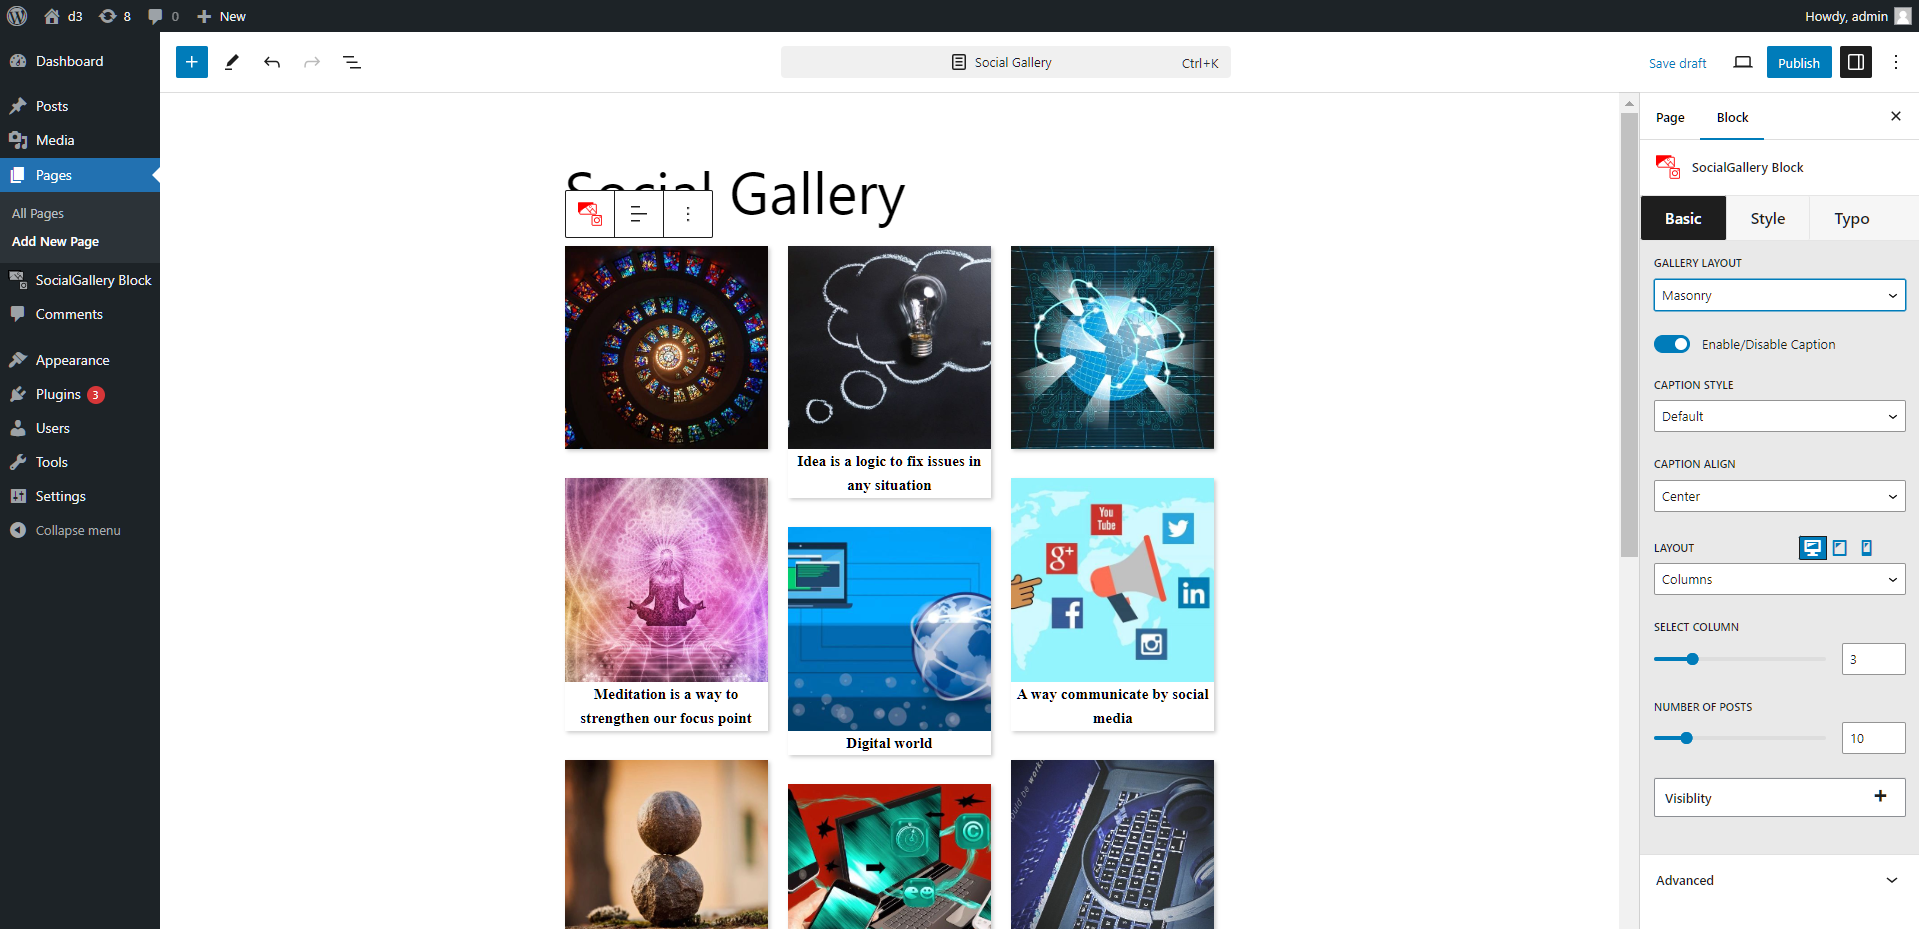 d3
8
0
New
Howdy, admin
Dashboard
Posts
Media
Pages
All Pages
Add New Page
SocialGallery Block
Comments
Appearance
Plugins 3
Users
Tools
Settings
Collapse menu
Social Gallery
Ctrl+K
Save draft
Publish
Social Gallery
Idea is a logic to fix issues in
any situation
You
Tube
g+
in
f
Meditation is a way to
strengthen our focus point
A way communicate by social
media
Digital world
©
Page
Block
SocialGallery Block
Basic
Style
Typo
GALLERY LAYOUT
Masonry
Enable/Disable Caption
CAPTION STYLE
Default
CAPTION ALIGN
Center
LAYOUT
Columns
SELECT COLUMN
3
NUMBER OF POSTS
10
Visiblity
Advanced